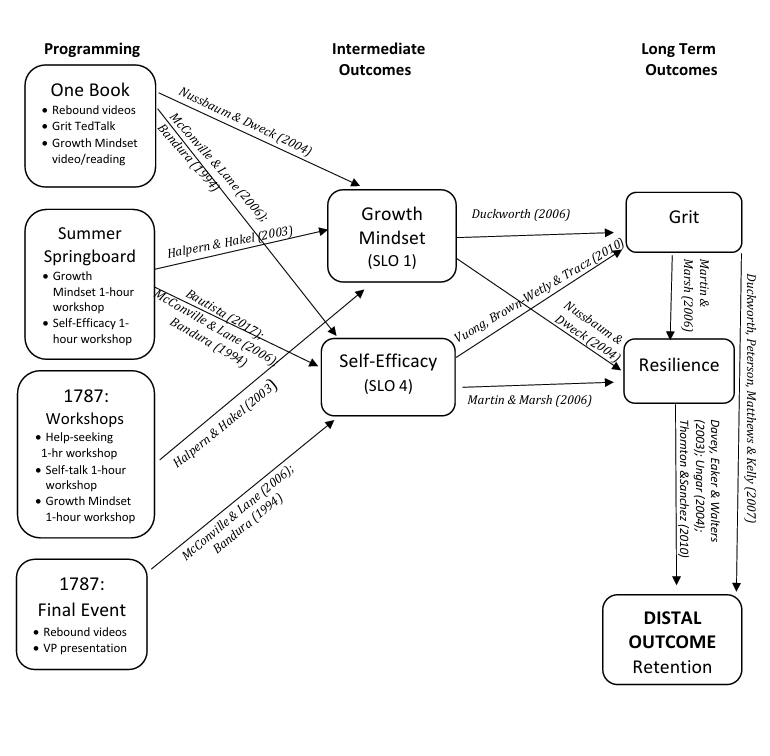 Programming
Intermediate
Outcomes
Long Term
Outcomes
One Book
• Rebound videos
• Grit TedTalk
• Growth Mindset
video/reading
Nussbaum & Dweck (2004)
McConville & Lane (2006);
Bandura (1994)
Summer
Springboard
• Growth
Mindset 1-hour
workshop
• Self-Efficacy 1-
hour workshop
Halpern & Hakel (2003)
Bautista (2012);
McConville & Lane (2006);
Bandura (1994)
1787:
Workshops
• Help-seeking
1-hr workshop
• Self-talk 1-hour
workshop
• Growth Mindset
1-hour workshop
Halpern & Hakel (2003)
1787:
Final Event
• Rebound videos
• VP presentation
McConville & Lane (2006);
Bandura (1994)
Growth
Mindset
(SLO 1)
Self-Efficacy
(SLO 4)
Duckworth (2006)
Vuong, Brown-Wetly & Tracz (2010)
Nussbaum &
Dweck (2004)
Martin & Marsh (2006)
Grit
Martin &
Marsh (2006)
Resilience
Duckworth, Peterson, Matthews & Kelly (2007)
Davey, Eaker & Walters
(2003); Ungar (2004);
Thornton &Sanchez (2010)
DISTAL
OUTCOME
Retention